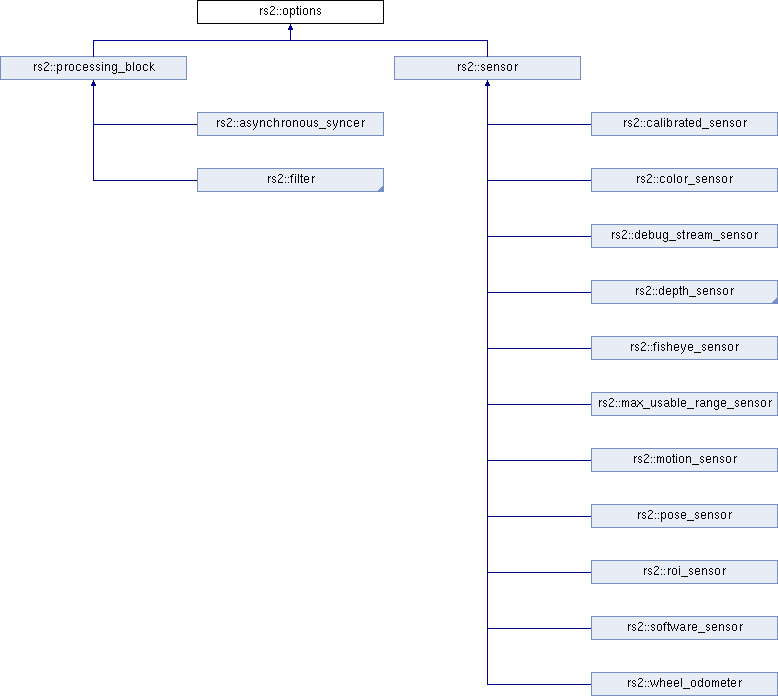 rs2::options
rs2::processing_block
rs2::sensor
rs2::asynchronous_syncer
rs2::calibrated_sensor
rs2::filter
rs2::color_sensor
rs2::debug_stream_sensor
rs2::depth_sensor
rs2::fisheye_sensor
rs2::max_usable_range_sensor
rs2::motion_sensor
rs2::pose_sensor
rs2::roi_sensor
rs2::software_sensor
rs2::wheel_odometer